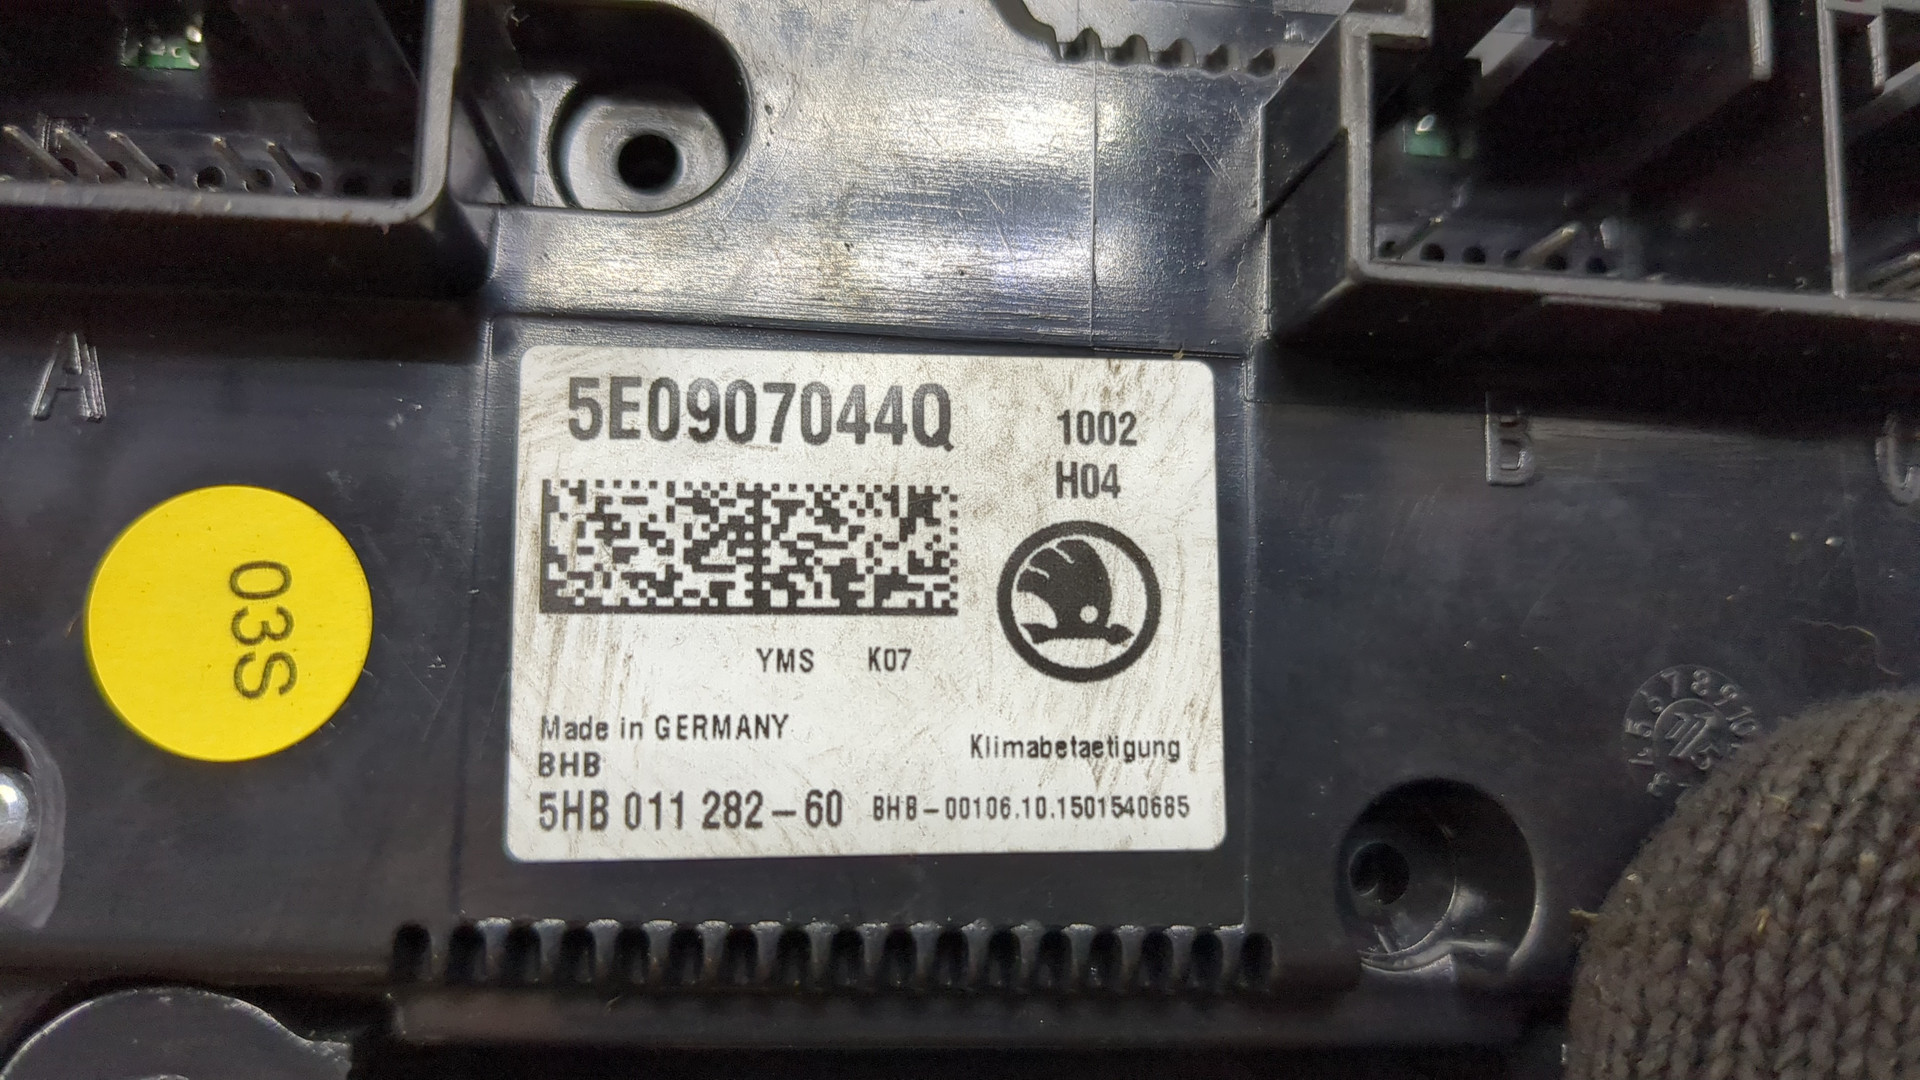 A
5E0907044Q
1002
H04
B
C
03S
YMS K07
Made in GERMANY
BHB
Klimabetaetigung
5HB 011 282-60
BHB-00106.10.1501540685